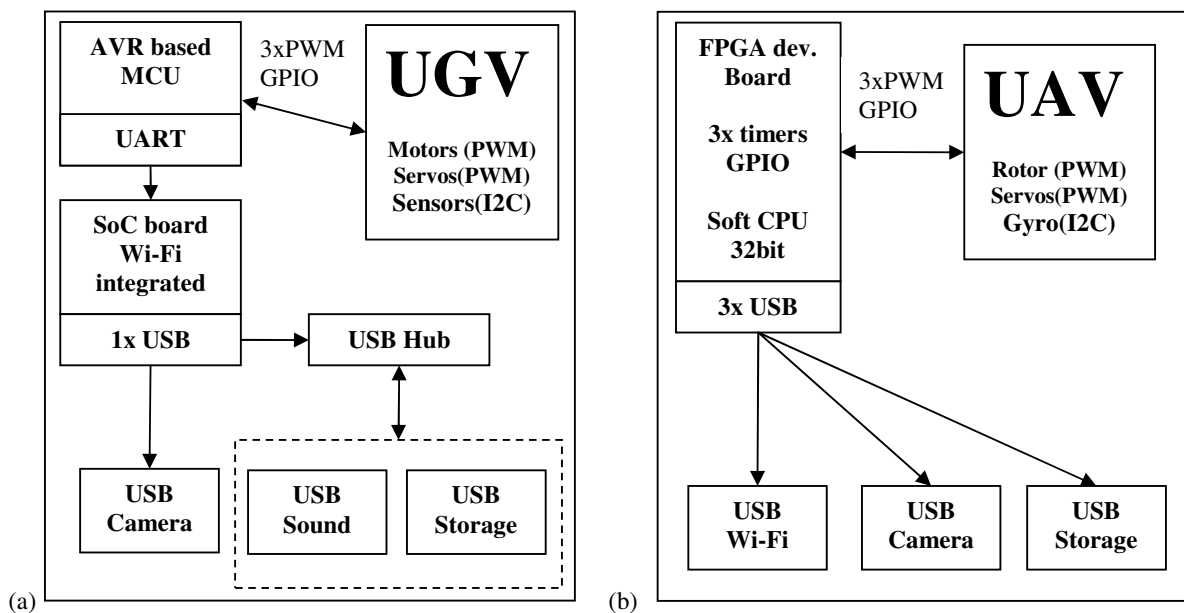 AVR based
MCU
UART
3xPWM
GPIO
UGV
Motors (PWM)
Servos(PWM)
Sensors(I2C)
SoC board
Wi-Fi
integrated
1x USB
USB Hub
USB
Camera
USB
Sound
USB
Storage
(a)
FPGA dev.
Board
3x timers
GPIO
Soft CPU
32bit
3x USB
3xPWM
GPIO
UAV
Rotor (PWM)
Servos(PWM)
Gyro(I2C)
USB
Wi-Fi
USB
Camera
USB
Storage
(b)